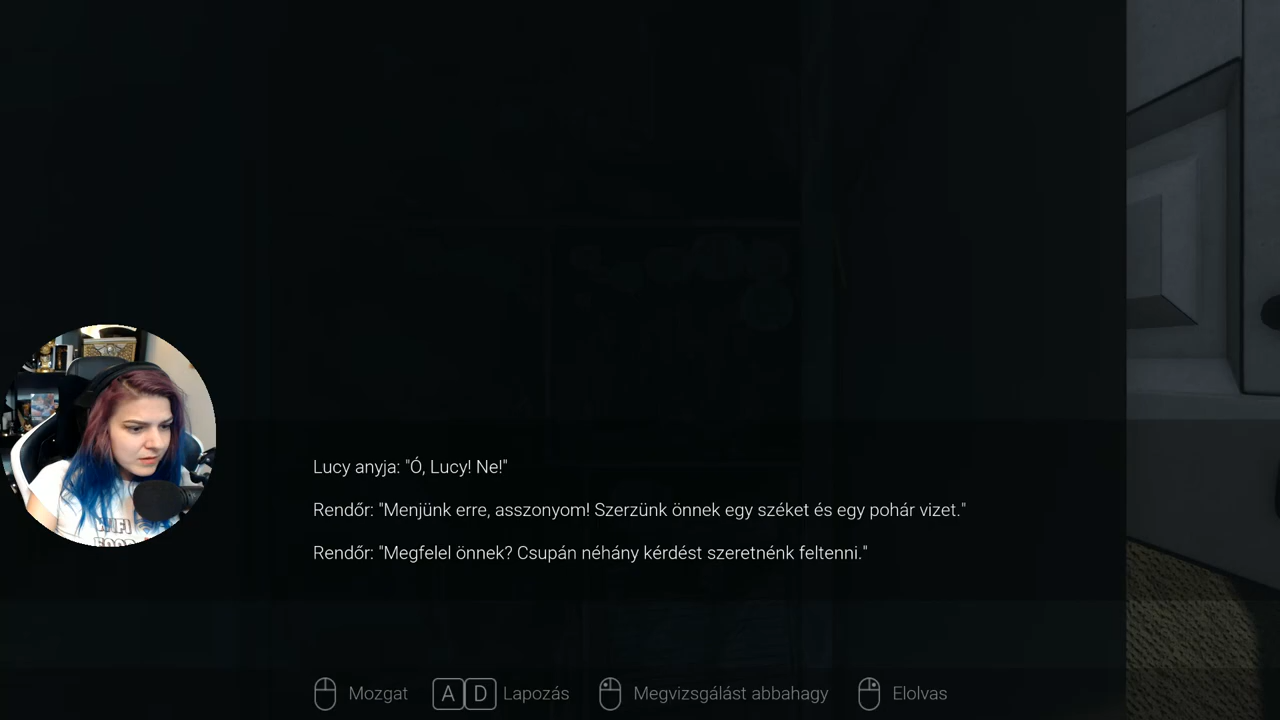 Lucy anyja: "Ó, Lucy! Ne!"
Rendőr: "Menjünk erre, asszonyom! Szerzünk önnek egy széket és egy pohár vizet."
Rendőr: "Megfelel önnek? Csupán néhány kérdést szeretnénk feltenni."
Mozgat A D Lapozás Megvizsgálást abbahagy Elolvas